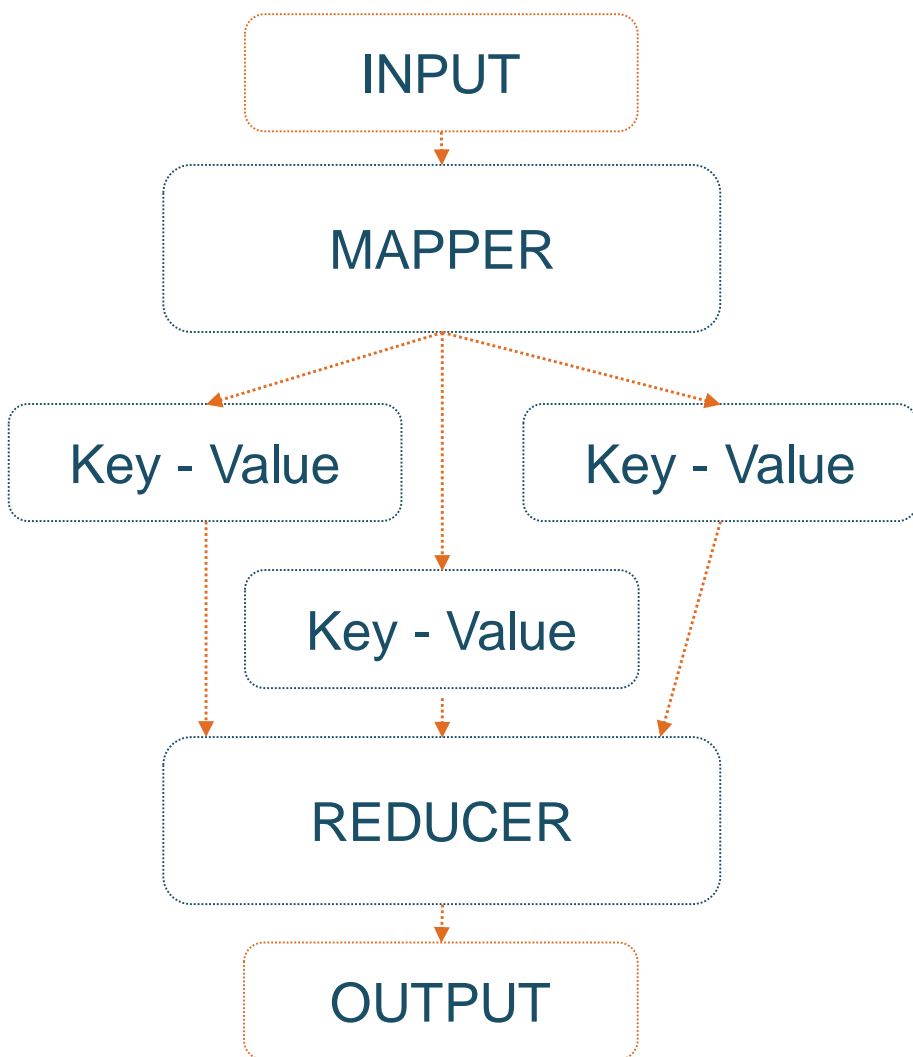 INPUT
MAPPER
Key - Value
Key - Value
Key - Value
REDUCER
OUTPUT